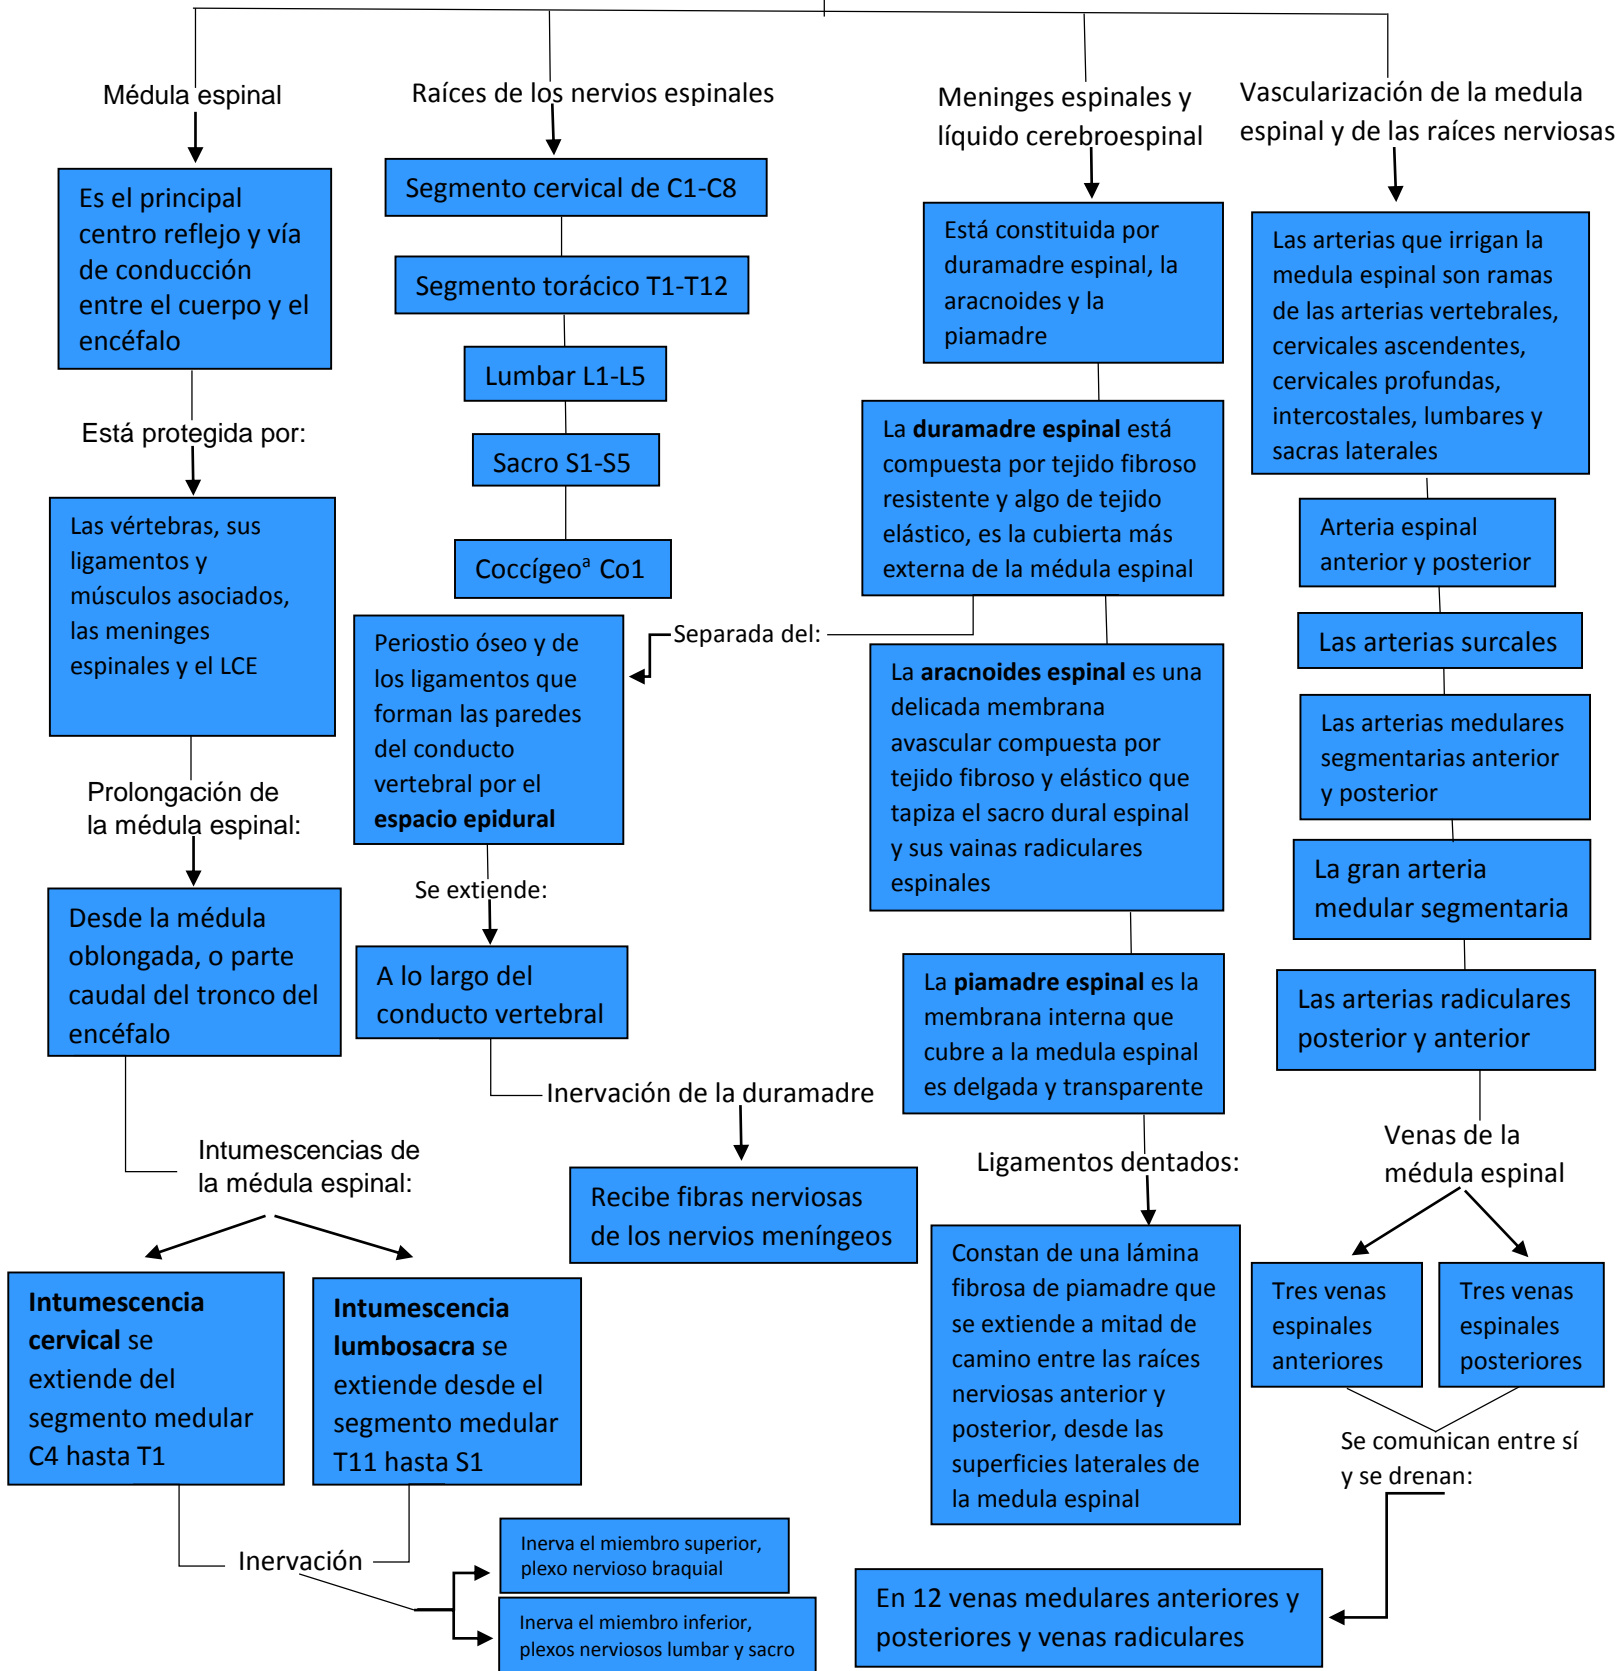 Médula espinal
Es el principal
centro reflejo y vía
de conducción
entre el cuerpo y el
encéfalo
Está protegida por:
Las vértebras, sus
ligamentos y
músculos asociados,
las meninges
espinales y el LCE
Prolongación de
la médula espinal:
Desde la médula
oblongada, o parte
caudal del tronco del
encéfalo
Intumescencias de
la médula espinal:
Intumescencia
cervical se
extiende del
segmento medular
C4 hasta T1
Intumescencia
lumbosacra se
extiende desde el
segmento medular
T11 hasta S1
Inervación
Inerva el miembro superior,
plexo nervioso braquial
Inerva el miembro inferior,
plexos nerviosos lumbar y sacro
Raíces de los nervios espinales
Segmento cervical de C1-C8
Segmento torácico T1-T12
Lumbar L1-L5
Sacro S1-S5
Coccígeoª Co1
Periostio óseo y de
los ligamentos que
forman las paredes
del conducto
vertebral por el
espacio epidural
Se extiende:
A lo largo del
conducto vertebral
Inervación de la duramadre
Recibe fibras nerviosas
de los nervios meníngeos
Meninges espinales y
líquido cerebroespinal
Está constituida por
duramadre espinal, la
aracnoides y la
piamadre
La duramadre espinal está
compuesta por tejido fibroso
resistente y algo de tejido
elástico, es la cubierta más
externa de la médula espinal
Separada del:
La aracnoides espinal es una
delicada membrana
avascular compuesta por
tejido fibroso y elástico que
tapiza el sacro dural espinal
y sus vainas radiculares
espinales
La piamadre espinal es la
membrana interna que
cubre a la medula espinal
es delgada y transparente
Ligamentos dentados:
Constan de una lámina
fibrosa de piamadre que
se extiende a mitad de
camino entre las raíces
nerviosas anterior y
posterior, desde las
superficies laterales de
la medula espinal
Vascularización de la medula
espinal y de las raíces nerviosas
Las arterias que irrigan la
medula espinal son ramas
de las arterias vertebrales,
cervicales ascendentes,
cervicales profundas,
intercostales, lumbares y
sacras laterales
Arteria espinal
anterior y posterior
Las arterias surcales
Las arterias medulares
segmentarias anterior
y posterior
La gran arteria
medular segmentaria
Las arterias radiculares
posterior y anterior
Venas de la
médula espinal
Tres venas
espinales
anteriores
Tres venas
espinales
posteriores
Se comunican entre sí
y se drenan:
En 12 venas medulares anteriores y
posteriores y venas radiculares